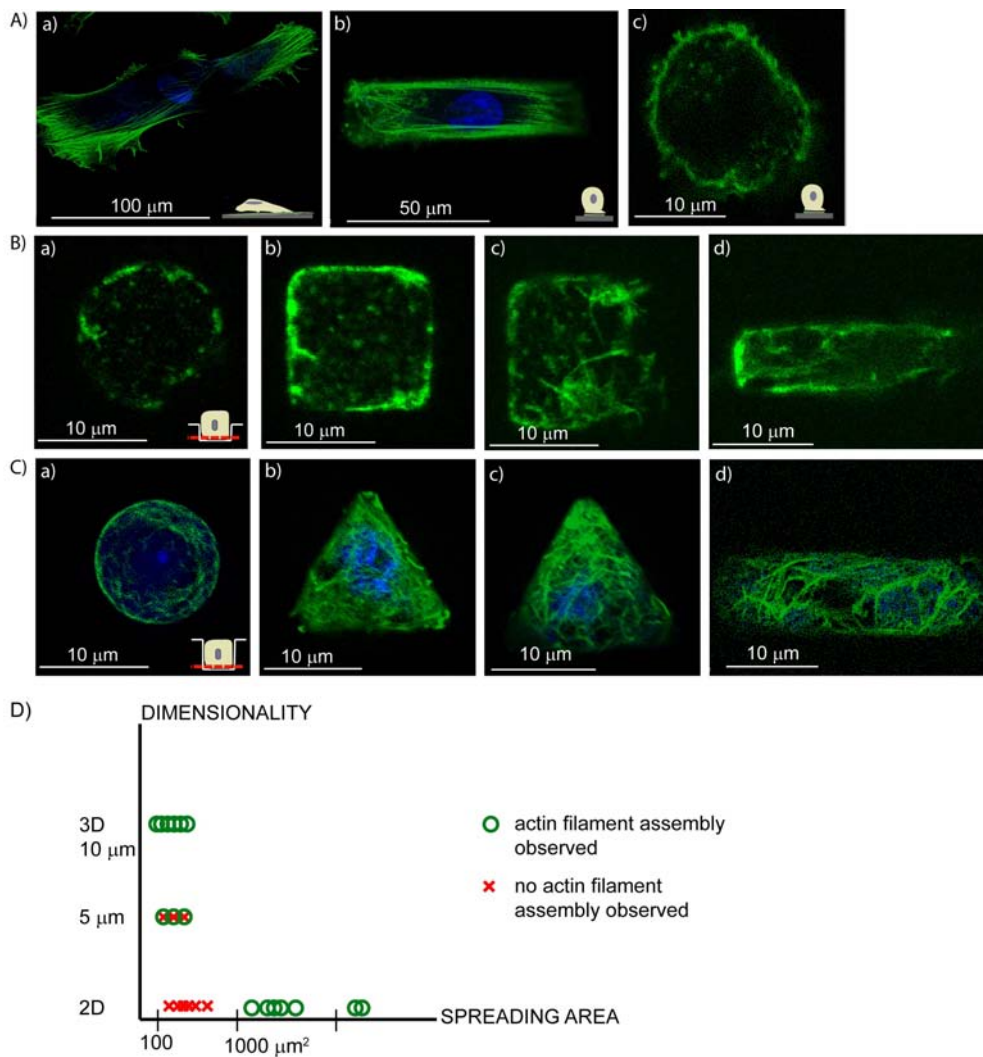 A)
a)
b)
c)
100 μm
50 μm
10 μm
B)
a)
b)
c)
d)
10 μm
10 μm
10 μm
10 μm
C)
a)
b)
c)
d)
10 μm
10 μm
10 μm
10 μm
D)
DIMENSIONALITY
3D
10 μm
5 μm
2D
100
1000 μm²
SPREADING AREA
actin filament assembly
observed
no actin filament
assembly observed